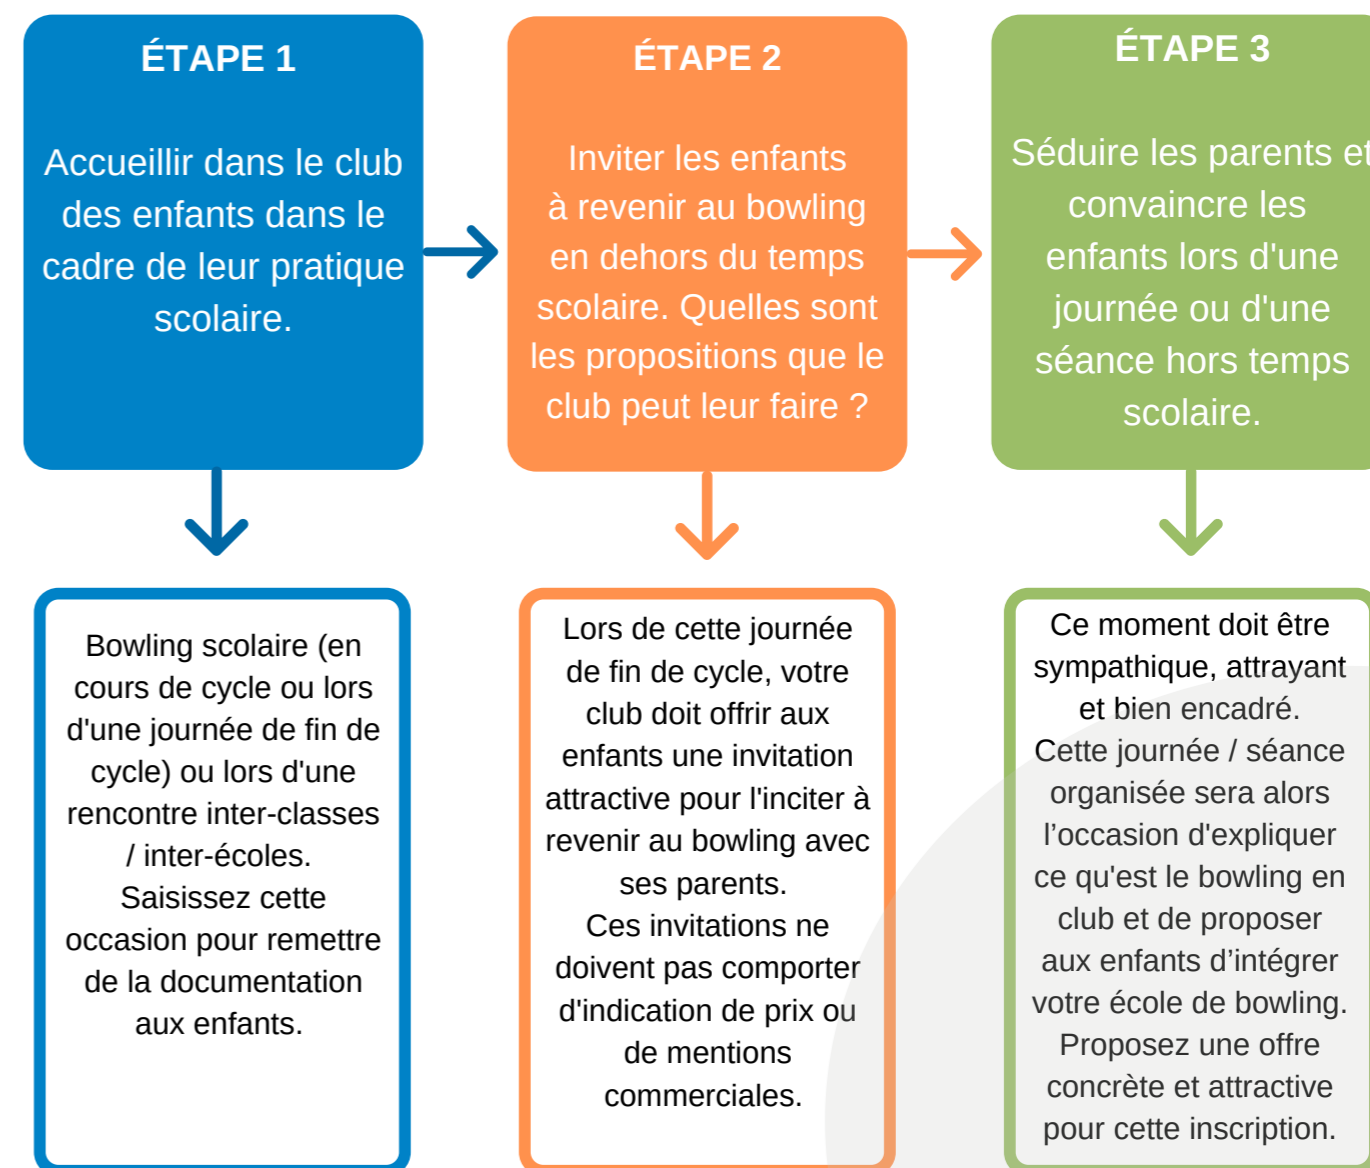 ÉTAPE 1
Accueillir dans le club
des enfants dans le
cadre de leur pratique
scolaire.
ÉTAPE 2
Inviter les enfants
à revenir au bowling
en dehors du temps
scolaire. Quelles sont
les propositions que le
club peut leur faire ?
ÉTAPE 3
Séduire les parents et
convaincre les
enfants lors d'une
journée ou d'une
séance hors temps
scolaire.
Bowling scolaire (en
cours de cycle ou lors
d'une journée de fin de
cycle) ou lors d'une
rencontre inter-classes
/ inter-écoles.
Saisissez cette
occasion pour remettre
de la documentation
aux enfants.
Lors de cette journée
de fin de cycle, votre
club doit offrir aux
enfants une invitation
attractive pour l'inciter à
revenir au bowling avec
ses parents.
Ces invitations ne
doivent pas comporter
d'indication de prix ou
de mentions
commerciales.
Ce moment doit être
sympathique, attrayant
et bien encadré.
Cette journée / séance
organisée sera alors
l’occasion d'expliquer
ce qu'est le bowling en
club et de proposer
aux enfants d’intégrer
votre école de bowling.
Proposez une offre
concrète et attractive
pour cette inscription.